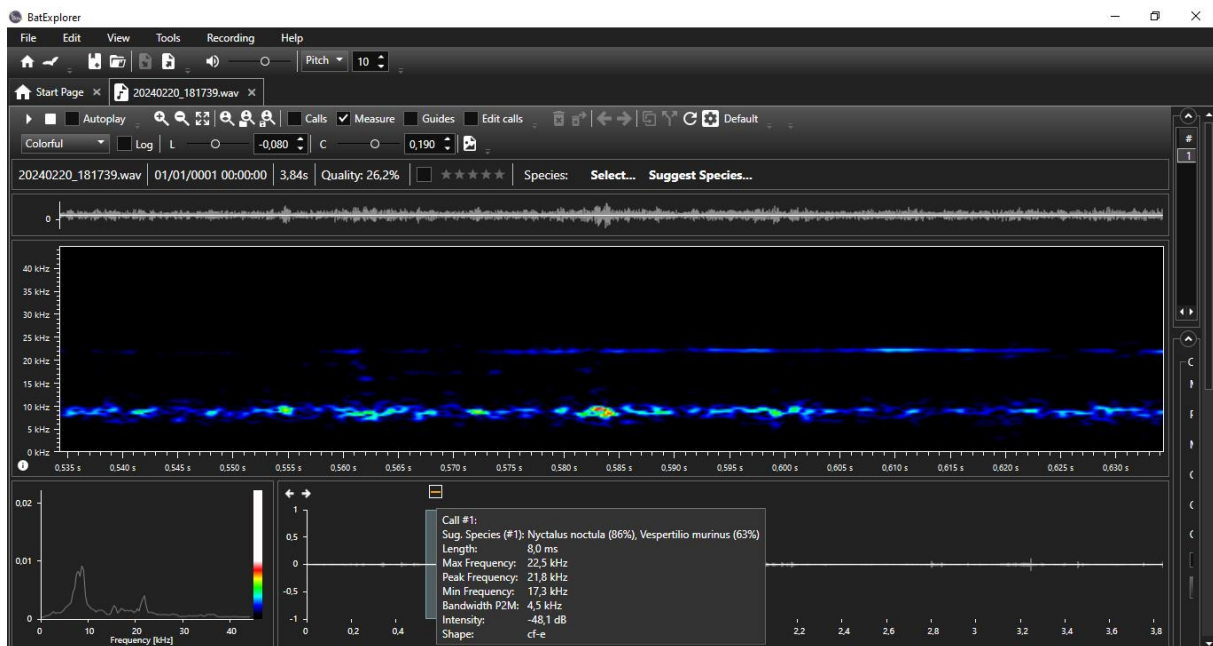 BatExplorer
File Edit View Tools Recording Help
Pitch 10
Start Page 20240220_181739.wav
Autoplay Calls Measure Guides Edit calls Default
Colorful Log L -0,080 C 0,190
20240220_181739.wav 01/01/0001 00:00:00 3,84s Quality: 26,2% Species: Select... Suggest Species...
#
1
0
40 kHz
35 kHz
30 kHz
25 kHz
20 kHz
15 kHz
10 kHz
5 kHz
0 kHz
0,535 s 0,540 s 0,545 s 0,550 s 0,555 s 0,560 s 0,565 s 0,570 s 0,575 s 0,580 s 0,585 s 0,590 s 0,595 s 0,600 s 0,605 s 0,610 s 0,615 s 0,620 s 0,625 s 0,630 s
0,02
0,01
0
0 10 20 30 40
Frequency [kHz]
1
0,5
0
-0,5
-1
0 0,2 0,4 2,2 2,4 2,6 2,8 3 3,2 3,4 3,6 3,8
Call #1:
Sug. Species (#1): Nyctalus noctula (86%), Vespertilio murinus (63%)
Length: 8,0 ms
Max Frequency: 22,5 kHz
Peak Frequency: 21,8 kHz
Min Frequency: 17,3 kHz
Bandwidth P2M: 4,5 kHz
Intensity: -48,1 dB
Shape: cf-e